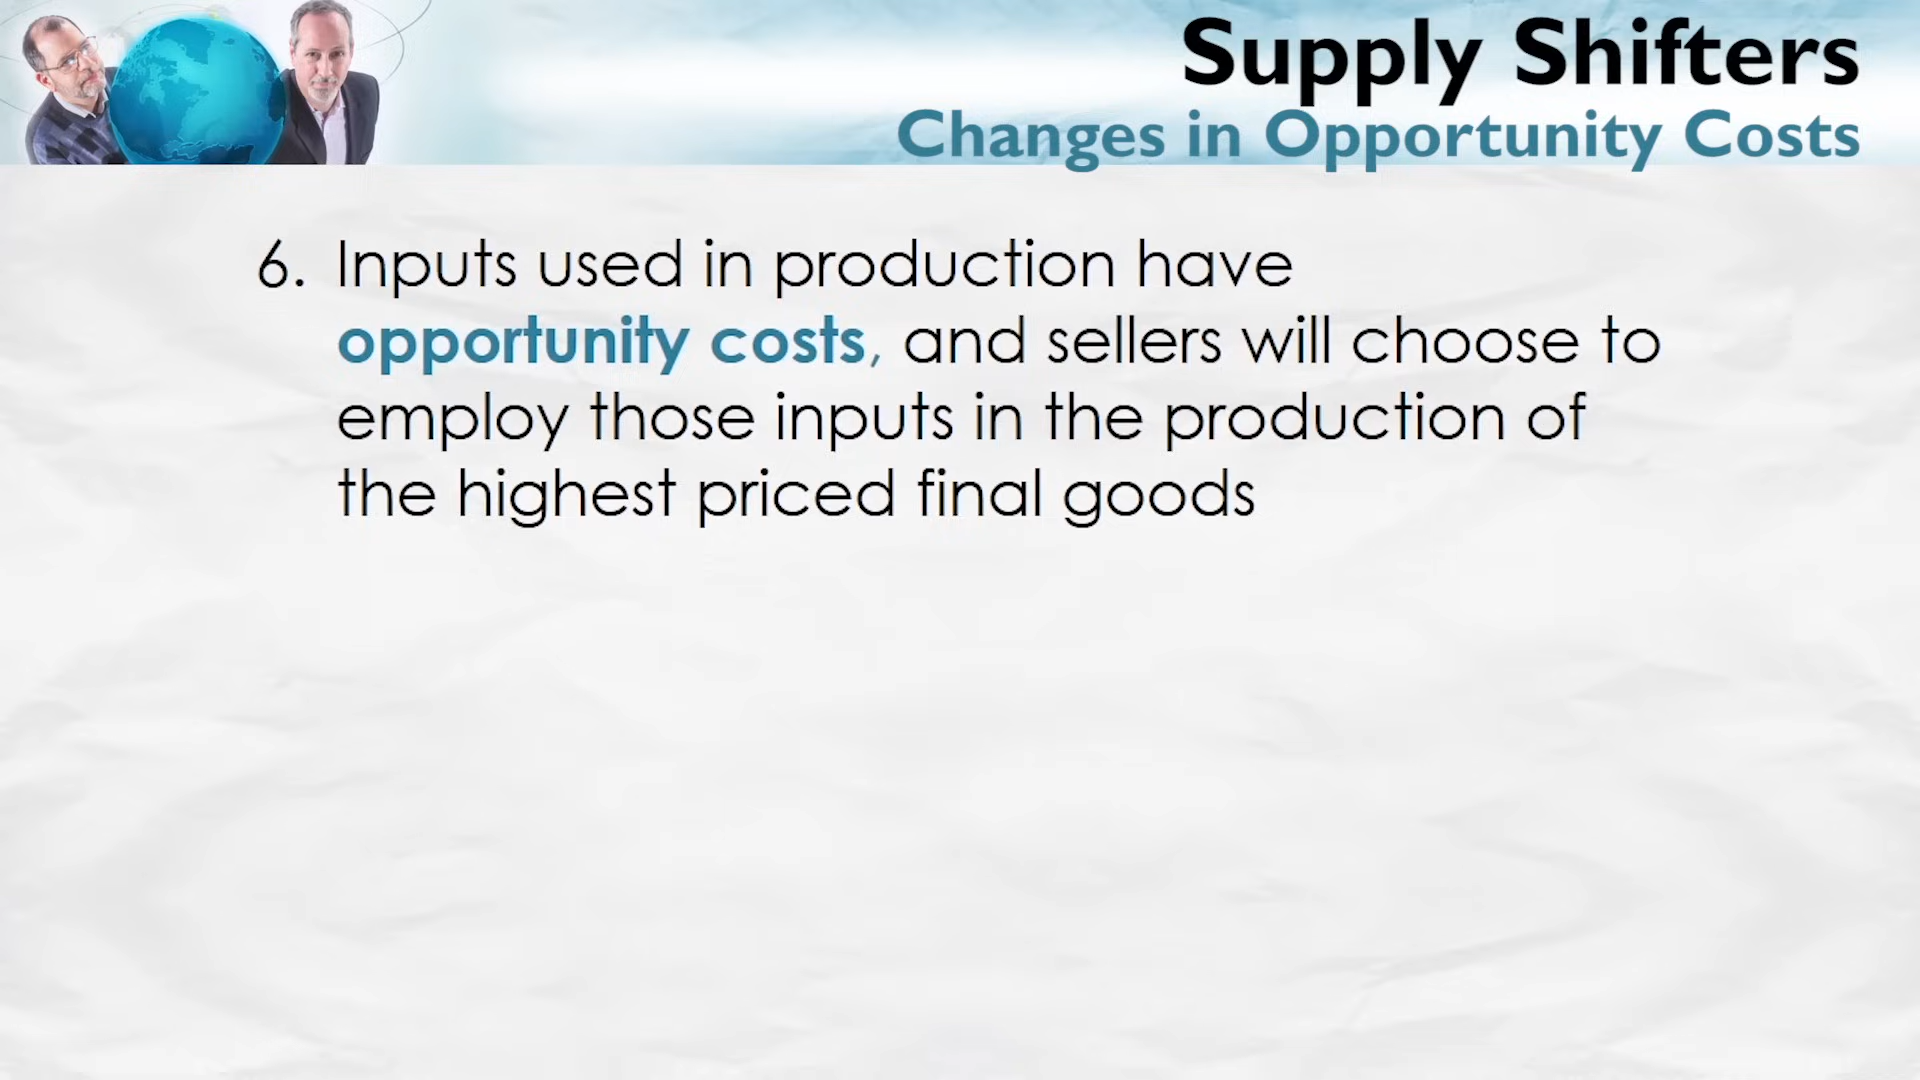 Supply Shifters
Changes in Opportunity Costs
6. Inputs used in production have
opportunity costs, and sellers will choose to
employ those inputs in the production of
the highest priced final goods